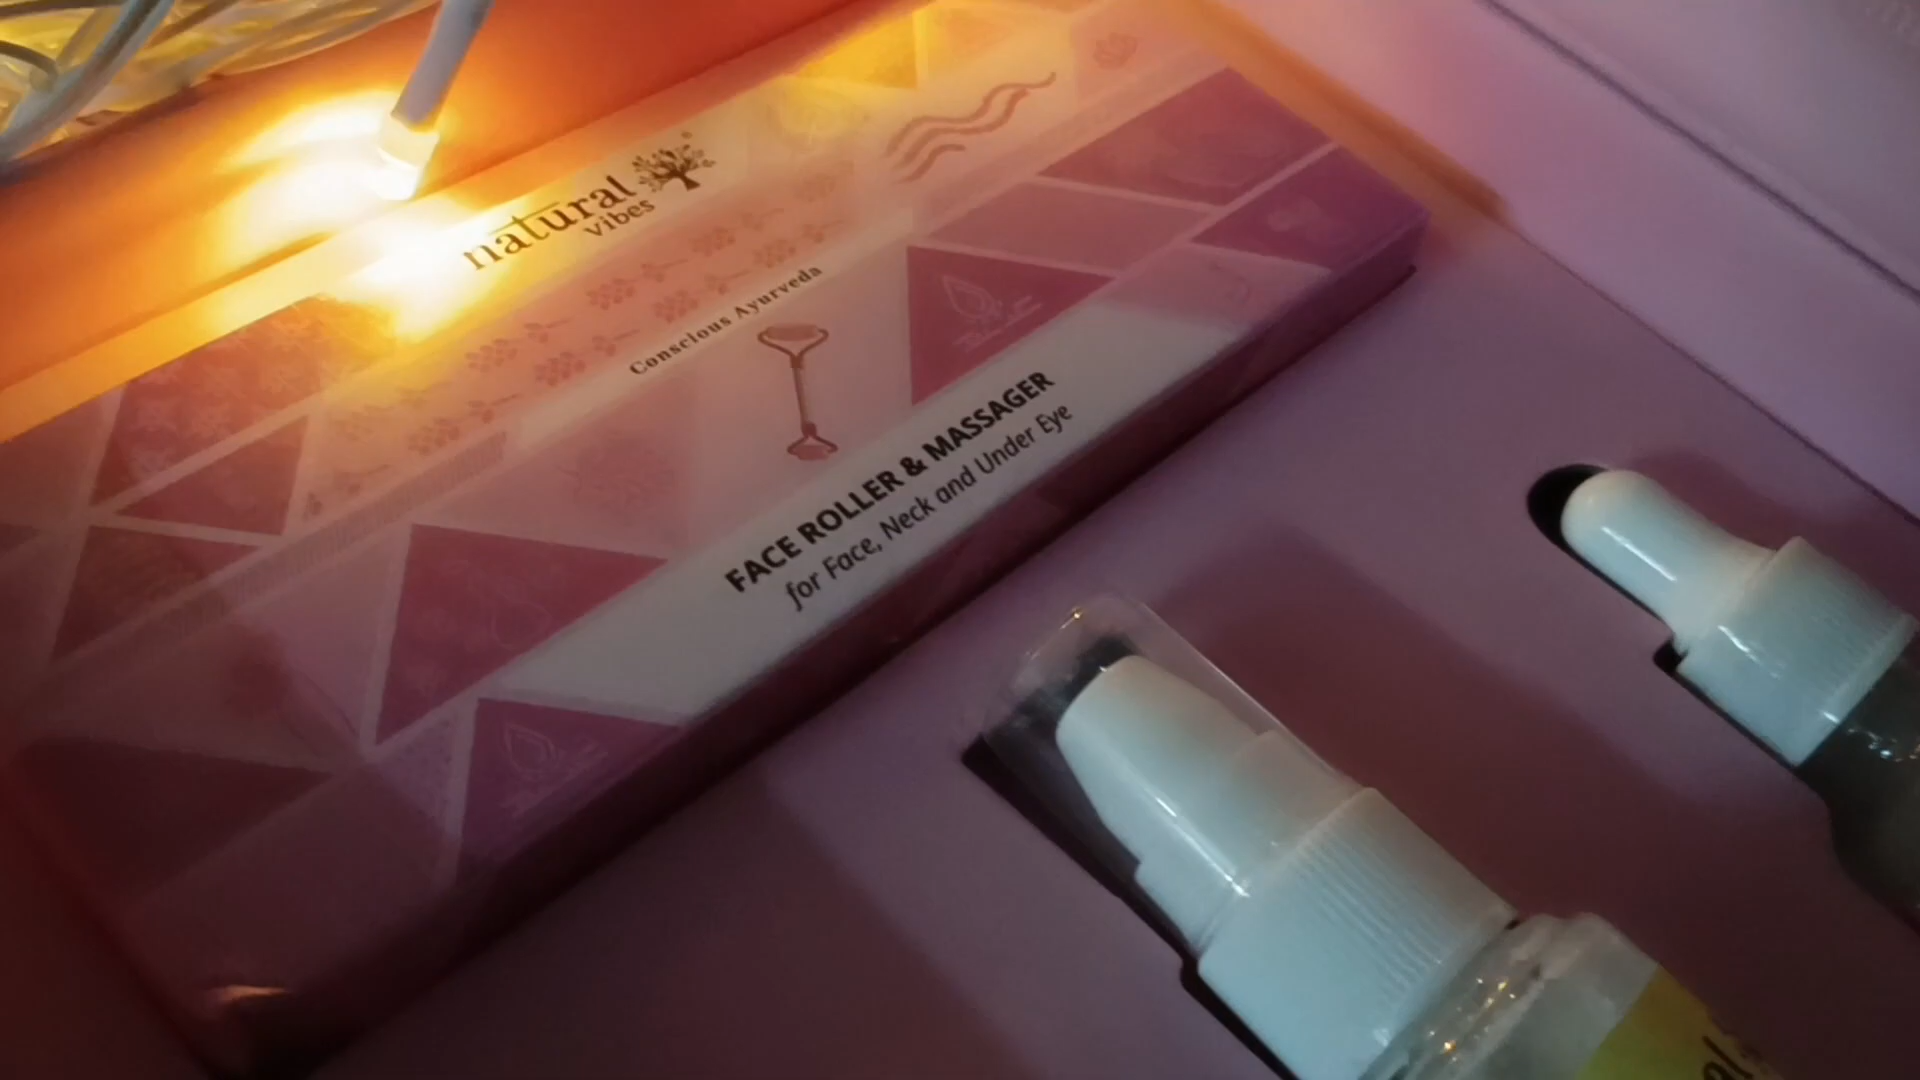 natural
vibes
Conscious Ayurveda
FACE ROLLER & MASSAGER
for Face, Neck and Under Eye